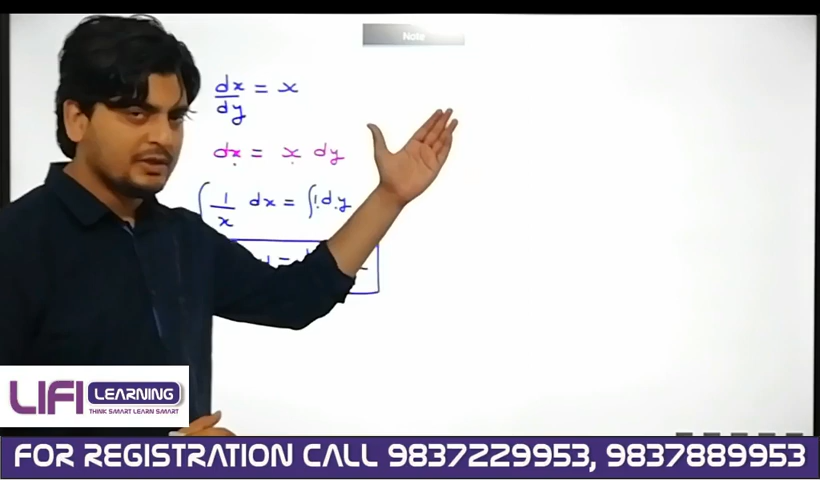 Note
dx/dy = x
dx = x dy
∫ 1/x dx = ∫ 1 dy
LIFI LEARNING
THINK SMART LEARN SMART
FOR REGISTRATION CALL 9837229953, 9837889953